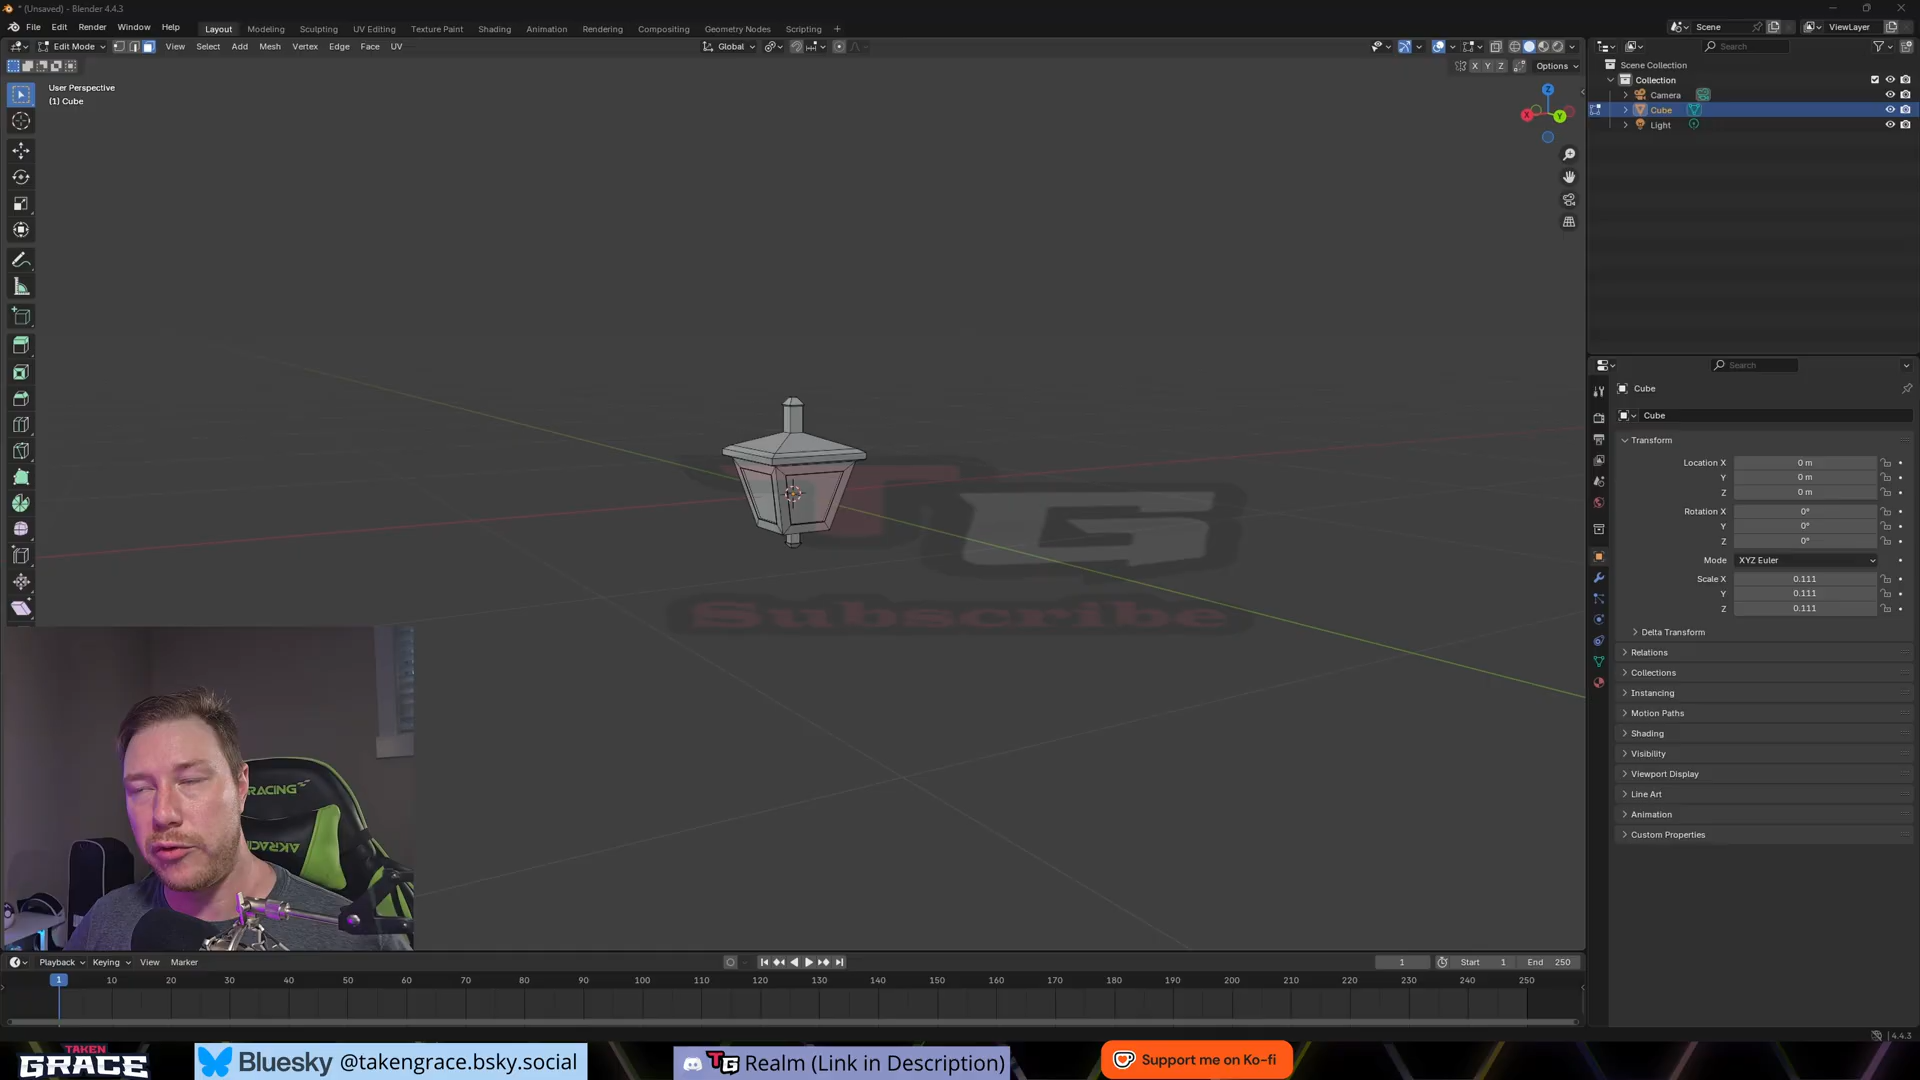 * (Unsaved) - Blender 4.4.3
File Edit Render Window Help
Layout Modeling Sculpting UV Editing Texture Paint Shading Animation Rendering Compositing Geometry Nodes Scripting +
Scene
ViewLayer
Edit Mode View Select Add Mesh Vertex Edge Face UV
Global
Search
X Y Z
Options
User Perspective
(1) Cube
Scene Collection
Collection
Camera
Cube
Light
Z
X
Y
Search
Cube
Cube
Transform
Location X 0 m
Y 0 m
Z 0 m
Rotation X 0°
Y 0°
Z 0°
Mode XYZ Euler
Scale X 0.111
Y 0.111
Z 0.111
Delta Transform
Relations
Collections
Instancing
Motion Paths
Shading
Visibility
Viewport Display
Line Art
Animation
Custom Properties
TG
Subscribe
RACING
AKRACING
Playback Keying View Marker
1 Start 1 End 250
1 10 20 30 40 50 60 70 80 90 100 110 120 130 140 150 160 170 180 190 200 210 220 230 240 250
4.4.3
TAKEN
GRACE
Bluesky @takengrace.bsky.social
TG Realm (Link in Description)
Support me on Ko-fi